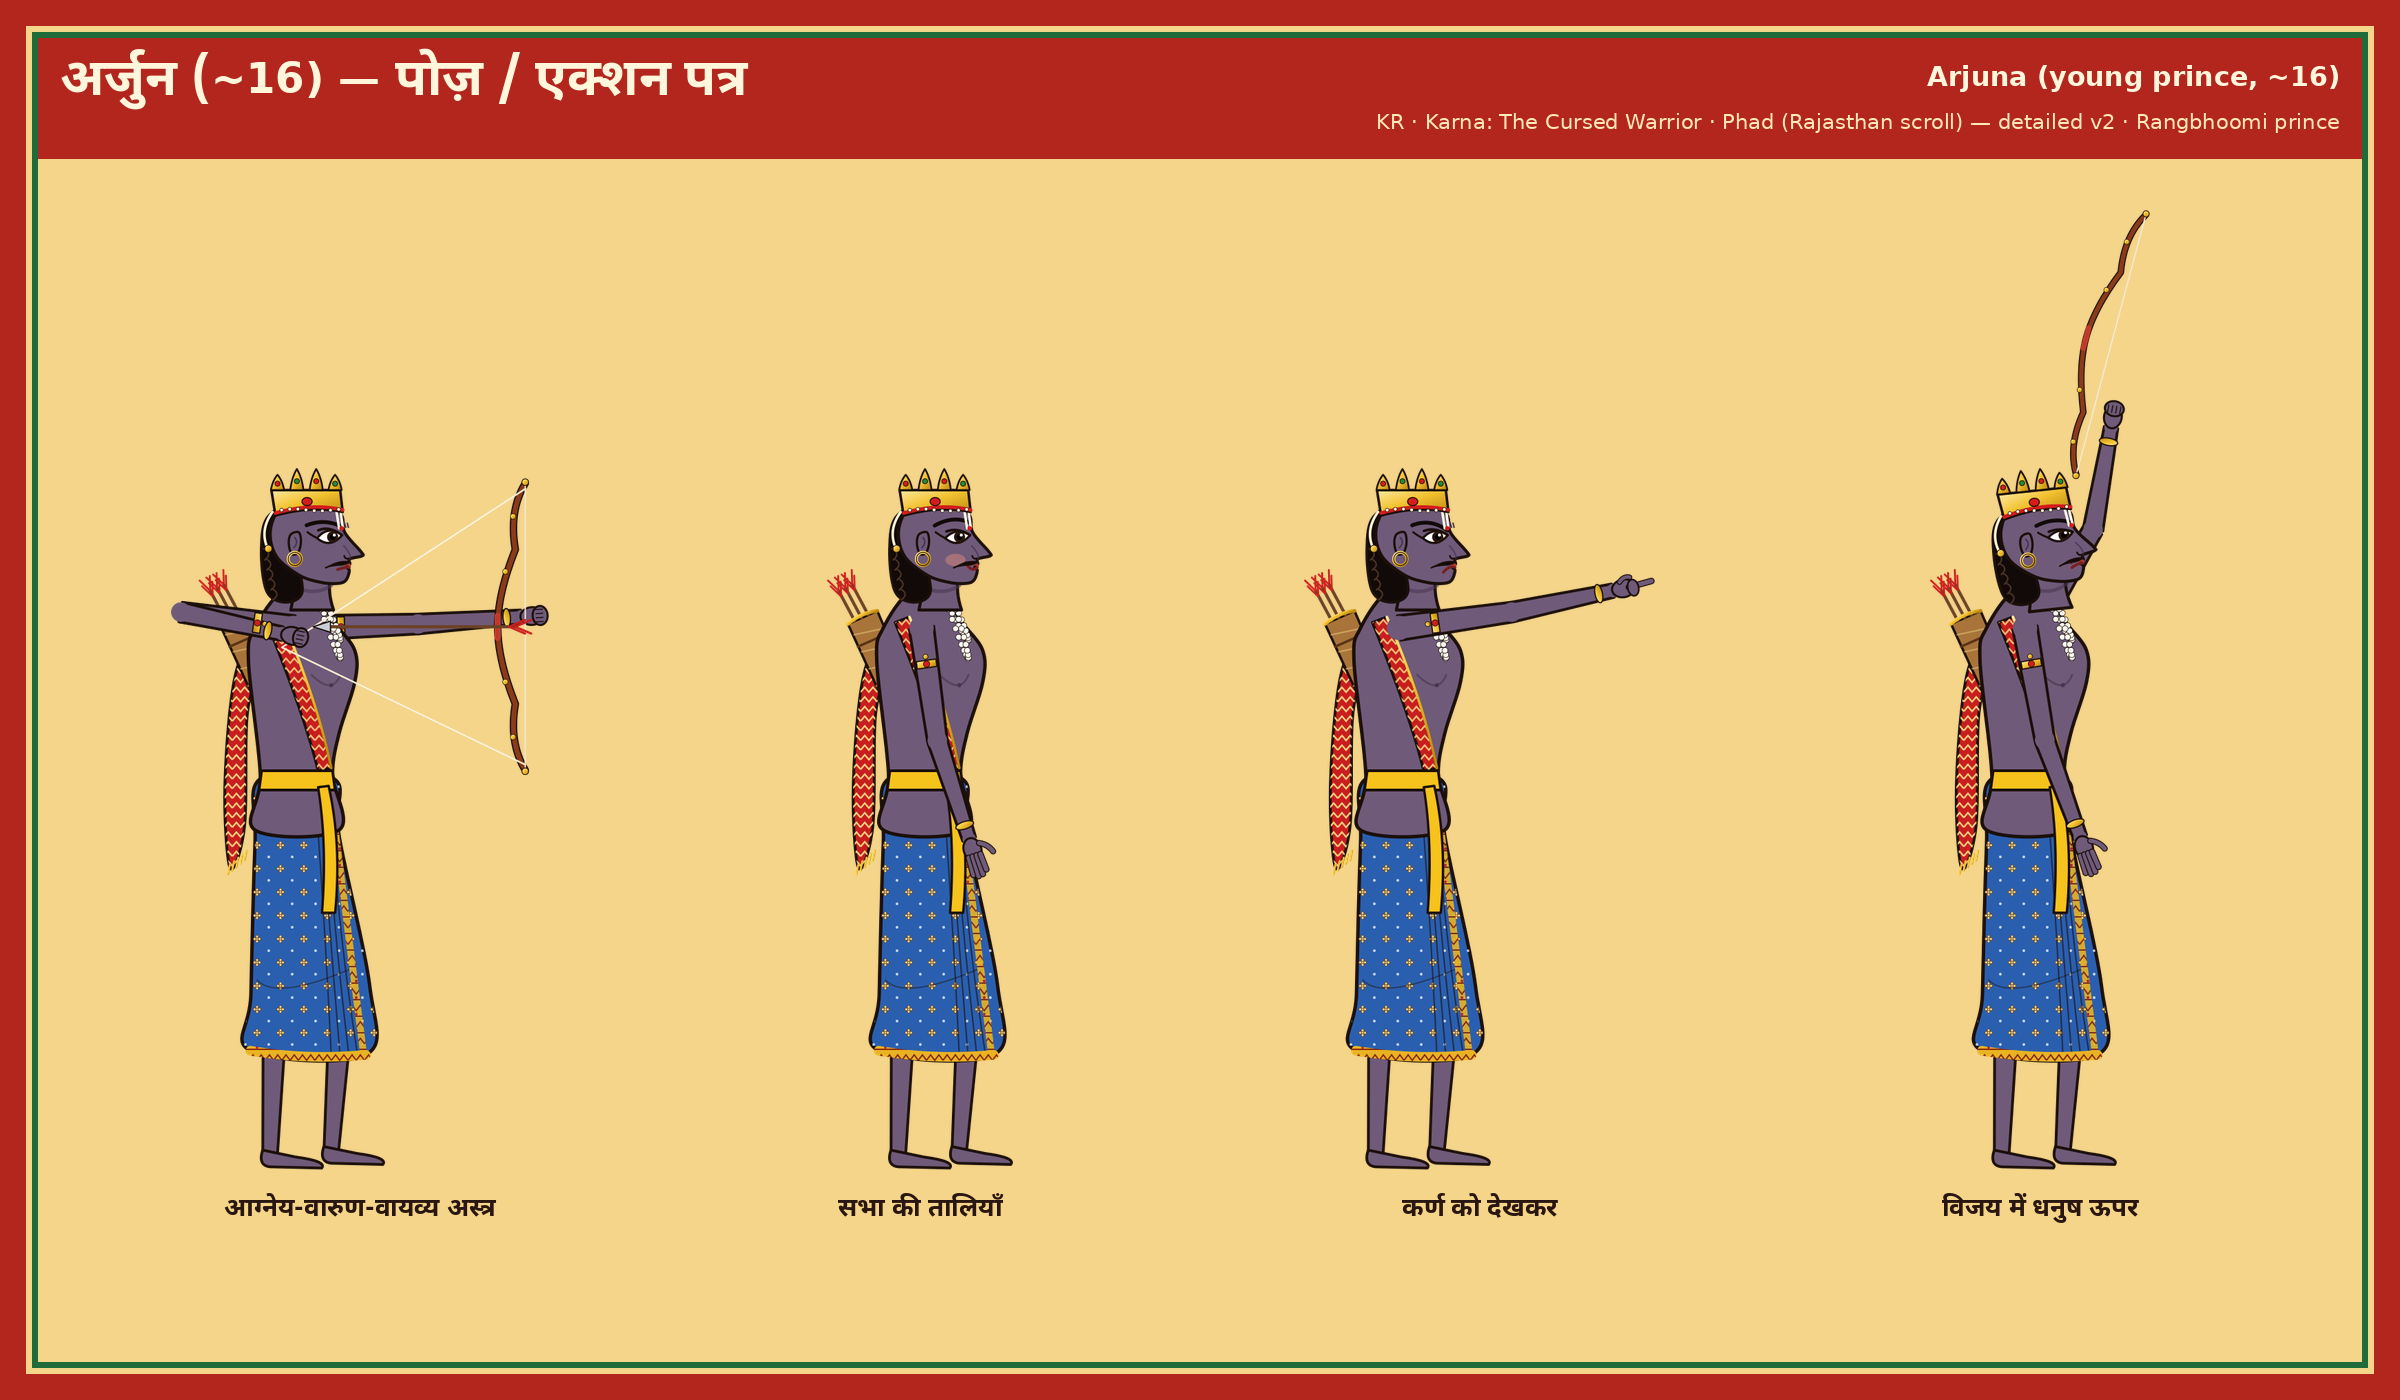 अर्जुन (~16) — पोज़ / एक्शन पत्र
Arjuna (young prince, ~16)
KR · Karna: The Cursed Warrior · Phad (Rajasthan scroll) — detailed v2 · Rangbhoomi prince
आग्नेय-वारुण-वायव्य अस्त्र
सभा की तालियाँ
कर्ण को देखकर
विजय में धनुष ऊपर